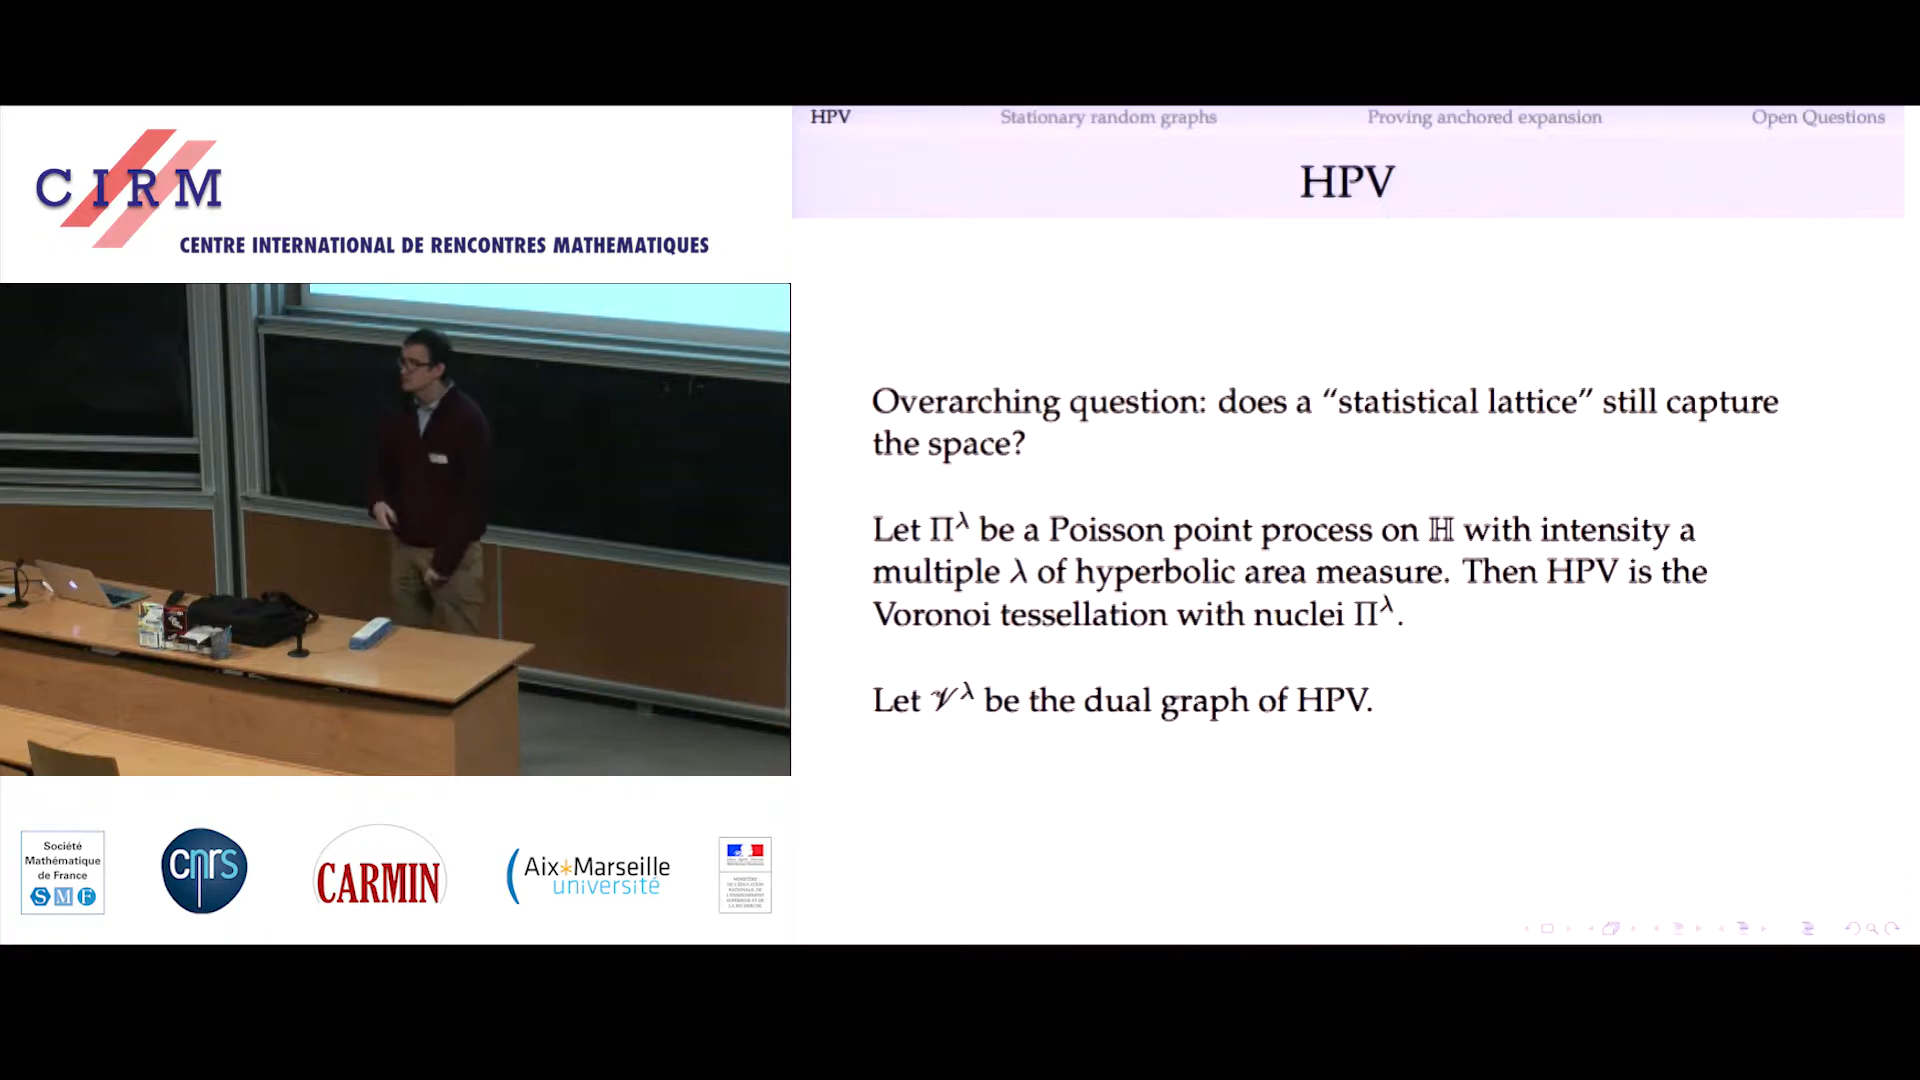 CIRM
CENTRE INTERNATIONAL DE RENCONTRES MATHEMATIQUES
Société
Mathématique
de France
SMF
cnrs
CARMIN
Aix*Marseille
université
HPV Stationary random graphs Proving anchored expansion Open Questions
HPV
Overarching question: does a “statistical lattice” still capture
the space?
Let Π^λ be a Poisson point process on ℍ with intensity a
multiple λ of hyperbolic area measure. Then HPV is the
Voronoi tessellation with nuclei Π^λ.
Let 𝒱^λ be the dual graph of HPV.